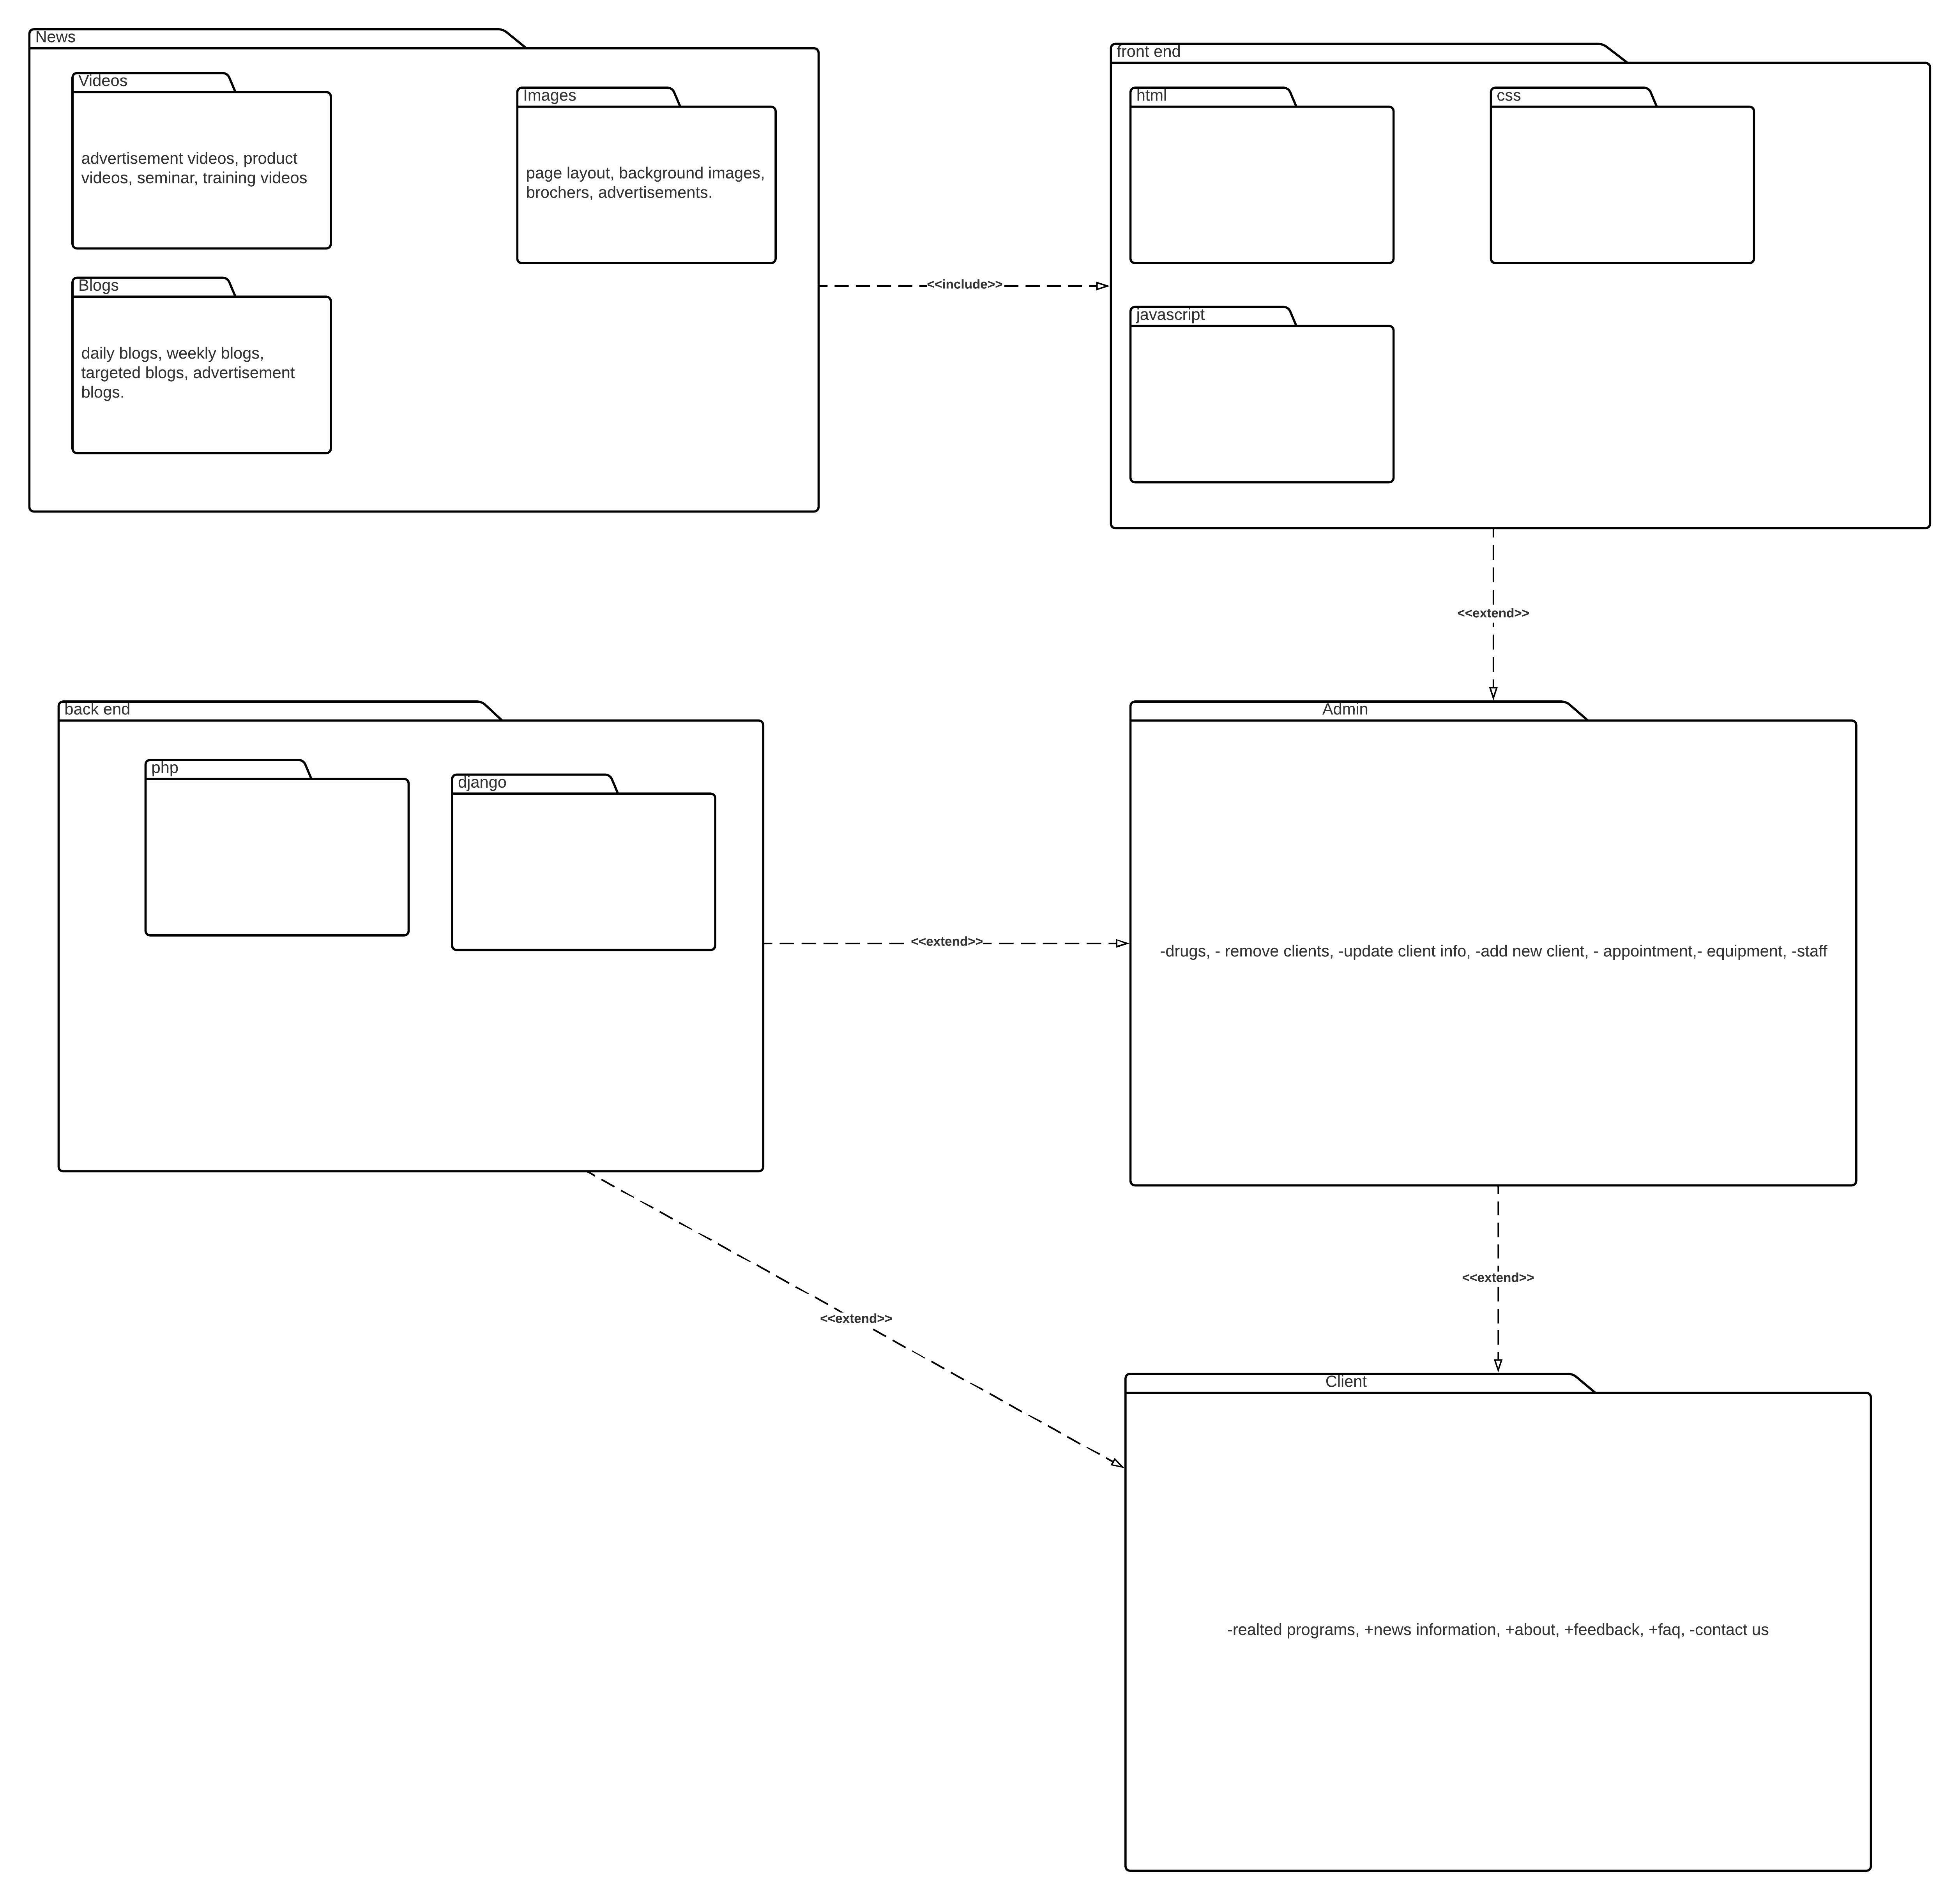 News
Videos
advertisement videos, product
videos, seminar, training videos
Images
page layout, background images,
brochers, advertisements.
Blogs
daily blogs, weekly blogs,
targeted blogs, advertisement
blogs.
<<include>>
front end
html
css
javascript
<<extend>>
back end
php
django
<<extend>>
Admin
-drugs, - remove clients, -update client info, -add new client, - appointment,- equipment, -staff
<<extend>>
<<extend>>
Client
-realted programs, +news information, +about, +feedback, +faq, -contact us